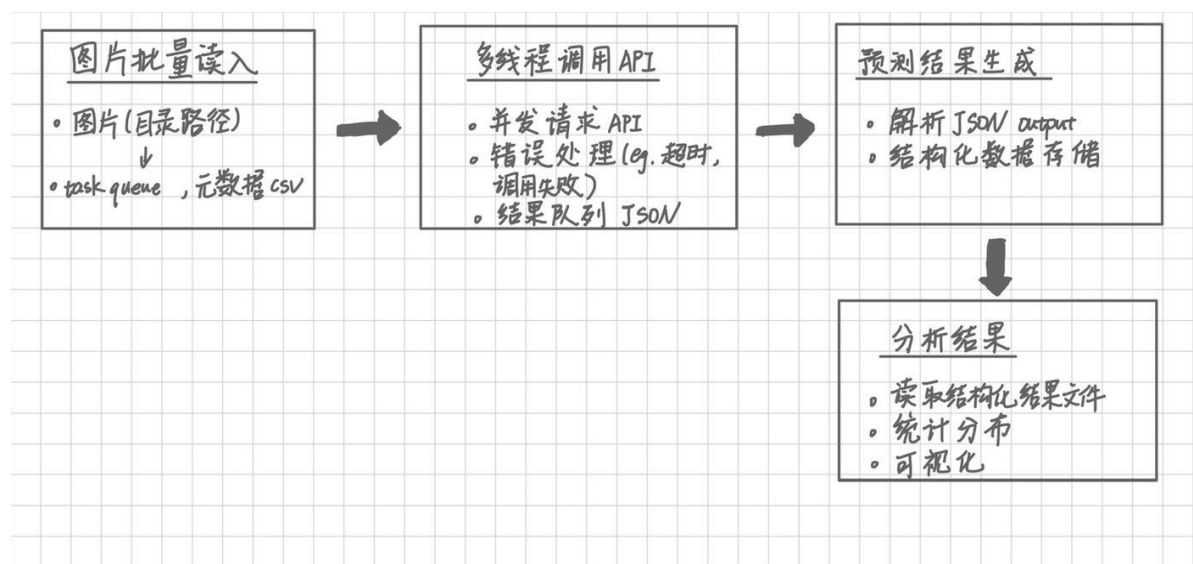 图片批量读入
• 图片(目录路径)
↓
• task queue , 元数据 csv
多线程调用API
• 并发请求 API
• 错误处理(eg. 超时,
调用失败)
• 结果队列 JSON
预测结果生成
• 解析JSON output
• 结构化数据存储
分析结果
• 读取结构化结果文件
• 统计分布
• 可视化